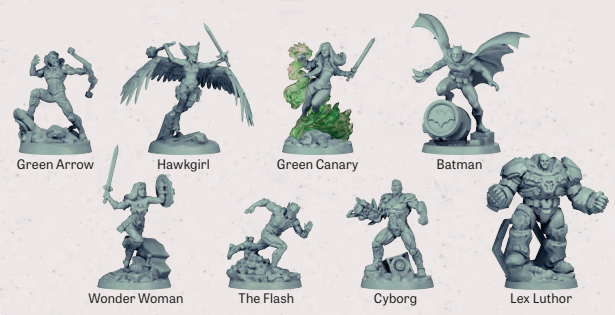 Green Arrow
Hawkgirl
Green Canary
Batman
Wonder Woman
The Flash
Cyborg
Lex Luthor